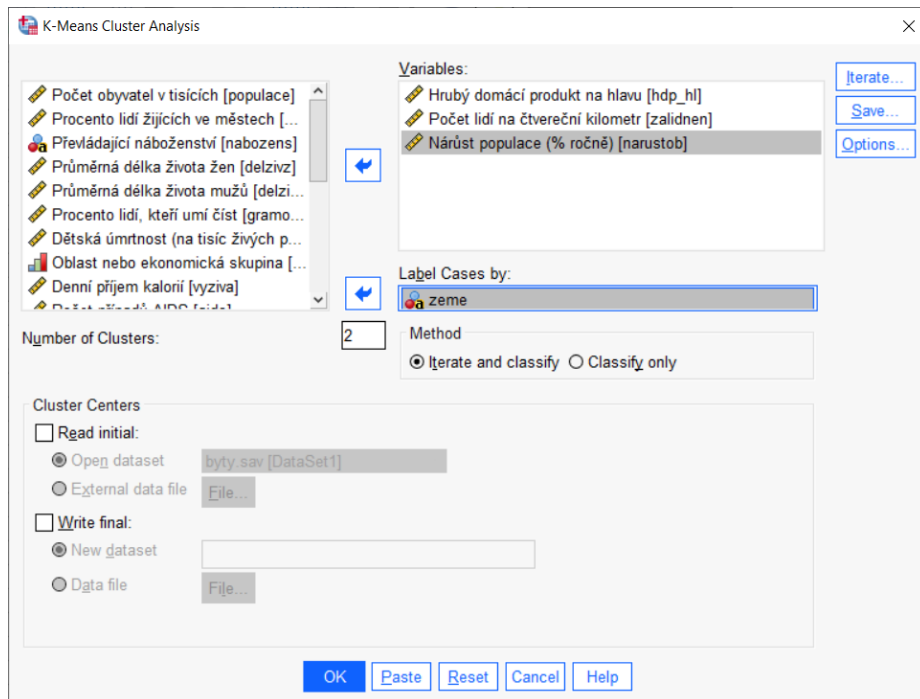 K-Means Cluster Analysis
Variables:
Počet obyvatel v tisících [populace]
Procento lidí žijících ve městech [...
Převládající náboženství [nabozens]
Průměrná délka života žen [delzivz]
Průměrná délka života mužů [delzi...
Procento lidí, kteří umí číst [gramo...
Dětská úmrtnost (na tisíc živých p...
Oblast nebo ekonomická skupina [...
Denní příjem kalorií [vyziva]
Počet případů AIDS [aids]
Hrubý domácí produkt na hlavu [hdp_hl]
Počet lidí na čtvereční kilometr [zalidnen]
Nárůst populace (% ročně) [narustob]
Iterate...
Save...
Options...
Label Cases by:
zeme
Number of Clusters:
2
Method
Iterate and classify
Classify only
Cluster Centers
Read initial:
Open dataset
byty.sav [DataSet1]
External data file
File...
Write final:
New dataset
Data file
File...
OK
Paste
Reset
Cancel
Help